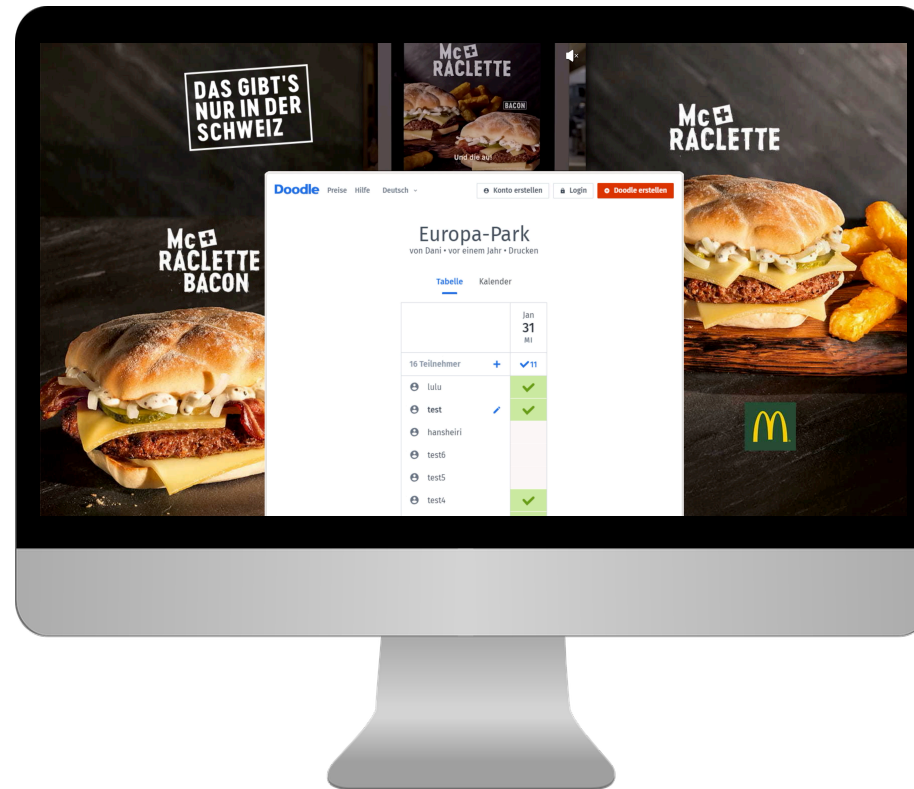 DAS GIBT'S
NUR IN DER
SCHWEIZ
Mc
RACLETTE
BACON
Mc
RACLETTE
BACON
Und die auf
Mc
RACLETTE
Doodle Preise Hilfe Deutsch Konto erstellen Login Doodle erstellen
Europa-Park
von Dani • vor einem Jahr • Drucken
Tabelle Kalender
Jan
31
MI
16 Teilnehmer + 11
lulu
test
hansheiri
test6
test5
test4